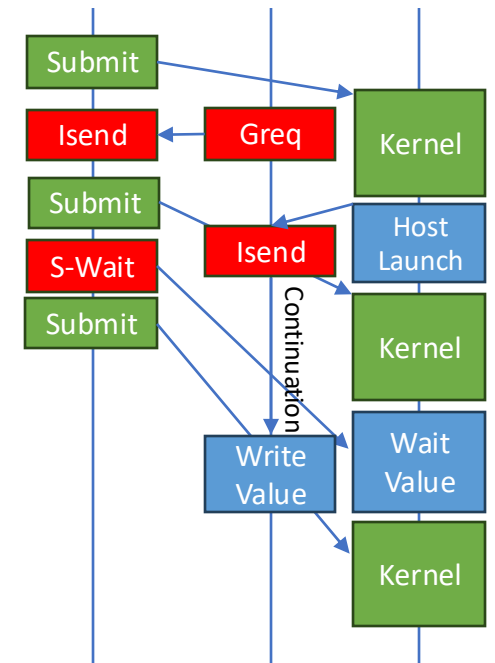 Submit
Isend
Greq
Kernel
Submit
Isend
Host
Launch
S-Wait
Submit
Continuation
Kernel
Write
Value
Wait
Value
Kernel